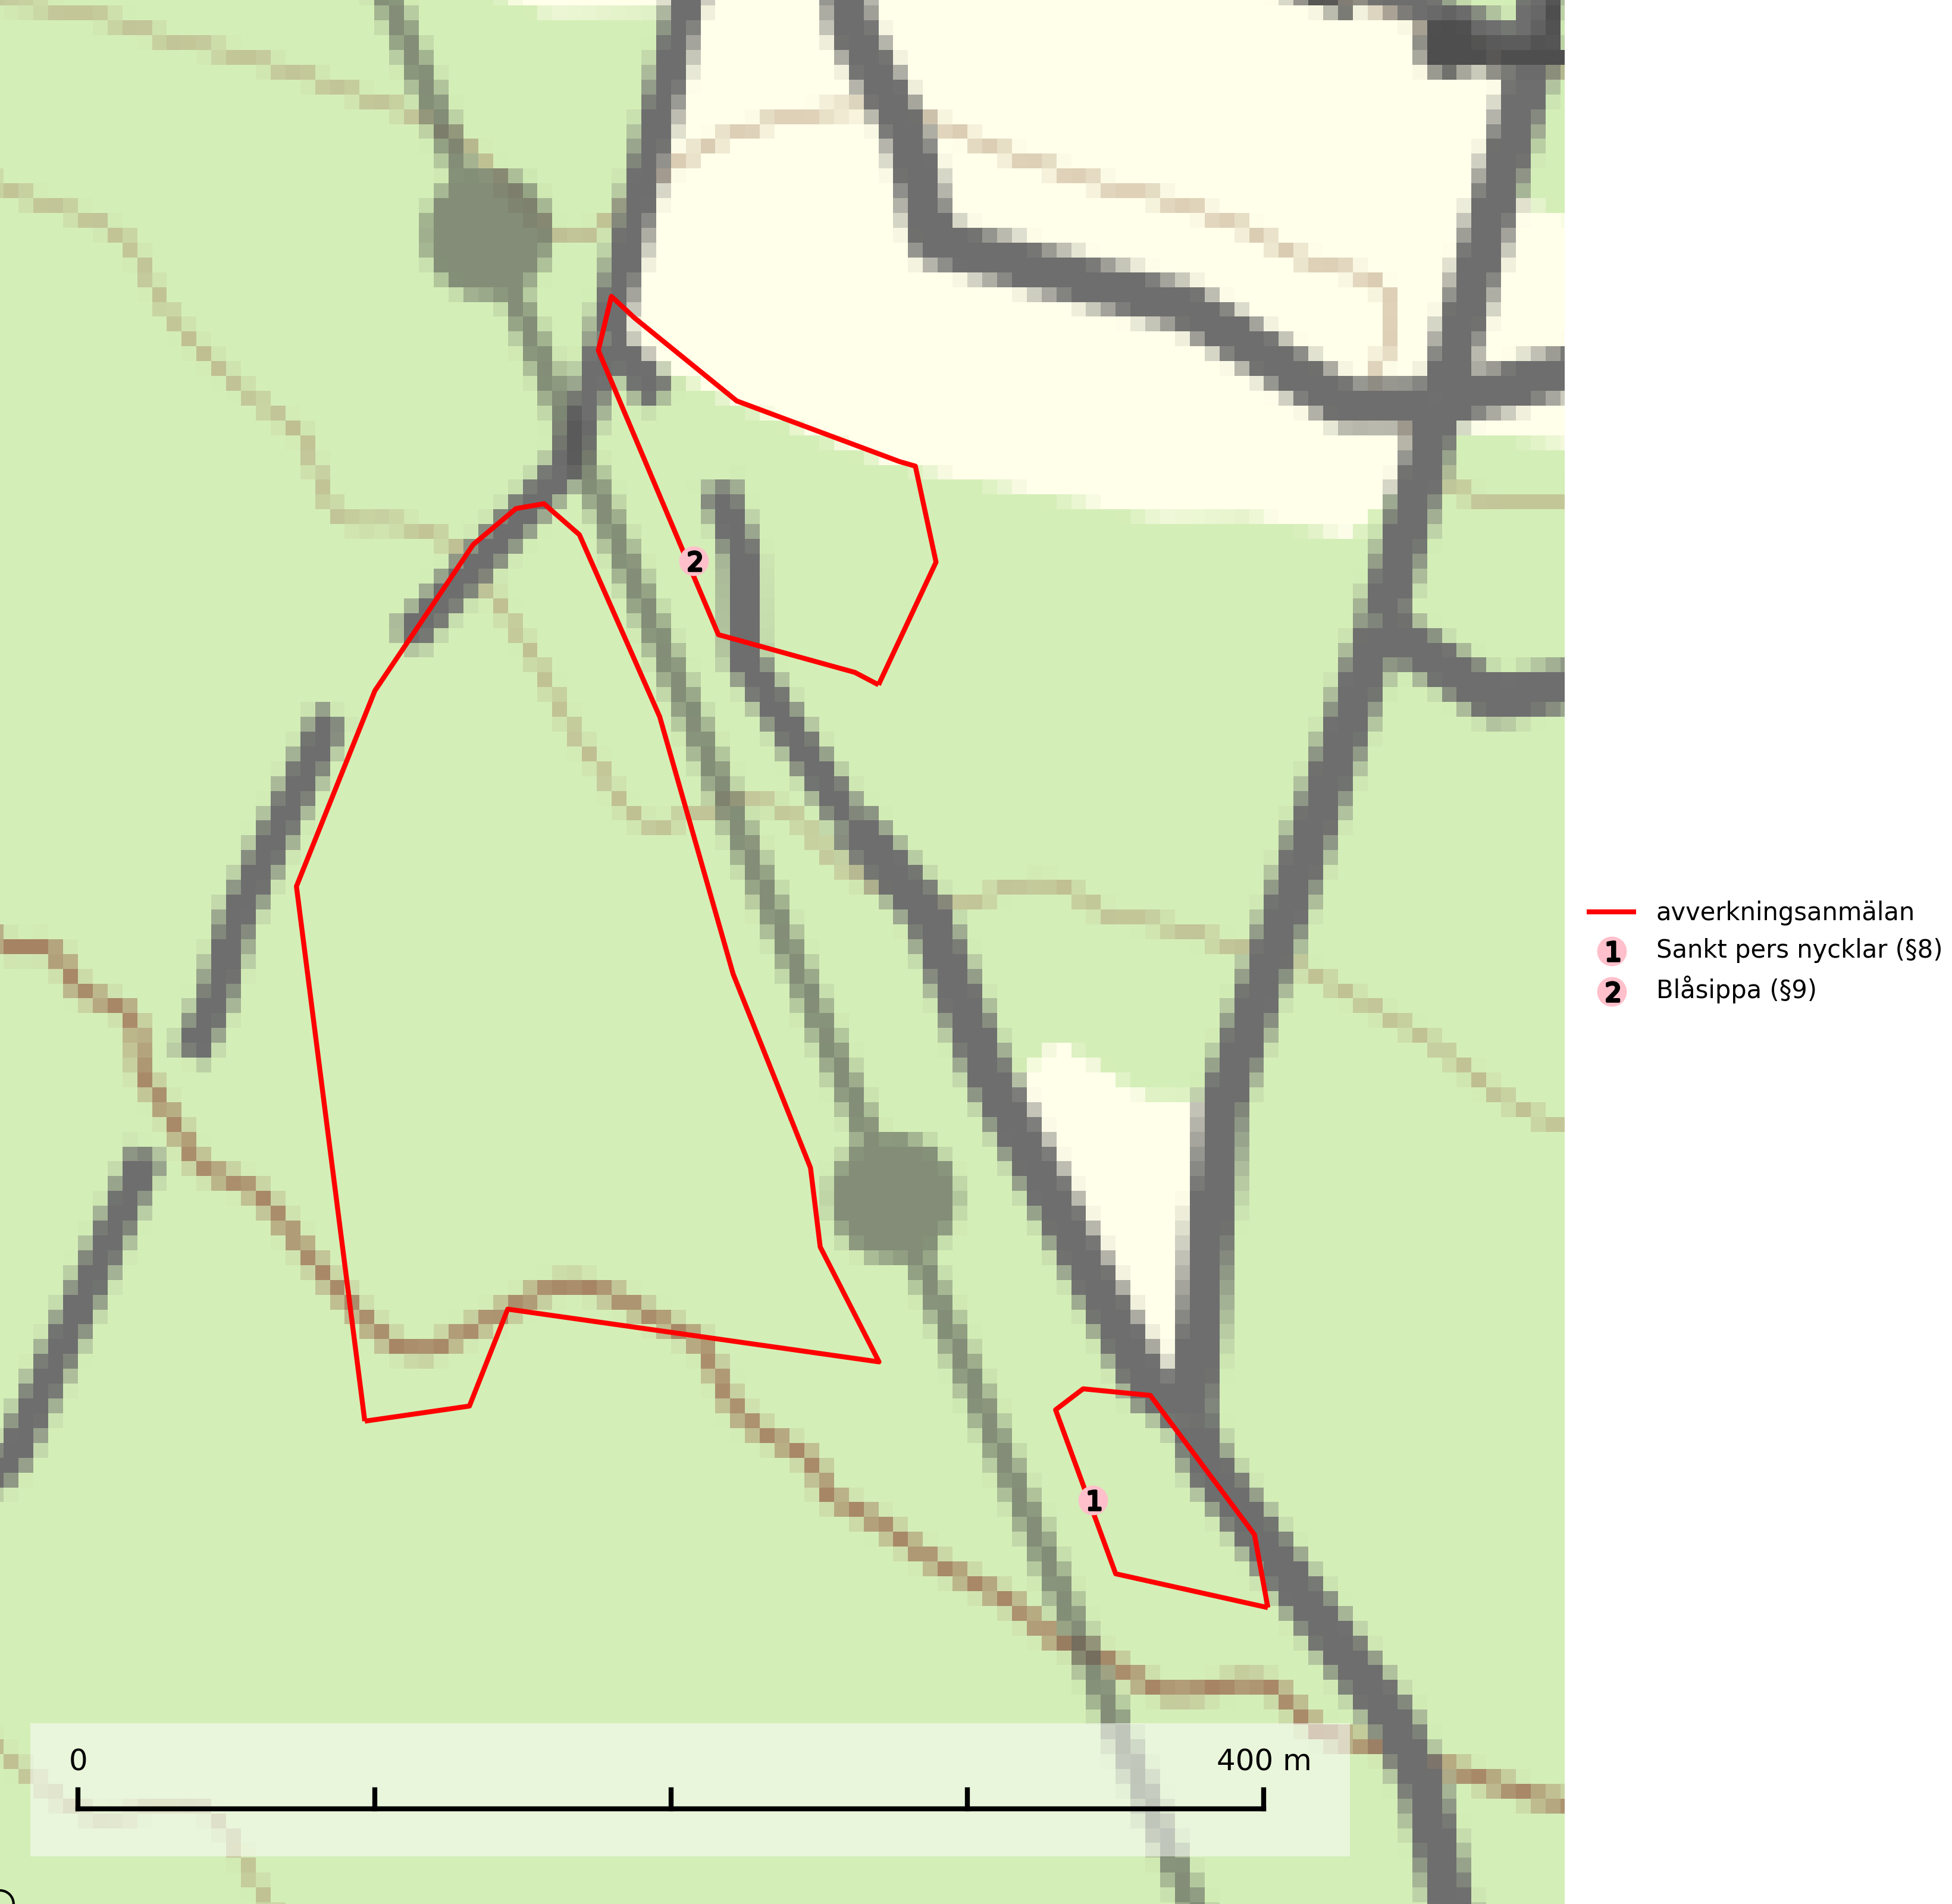 2
avverkningsanmälan
1 Sankt pers nycklar (§8)
2 Blåsippa (§9)
1
0 400 m